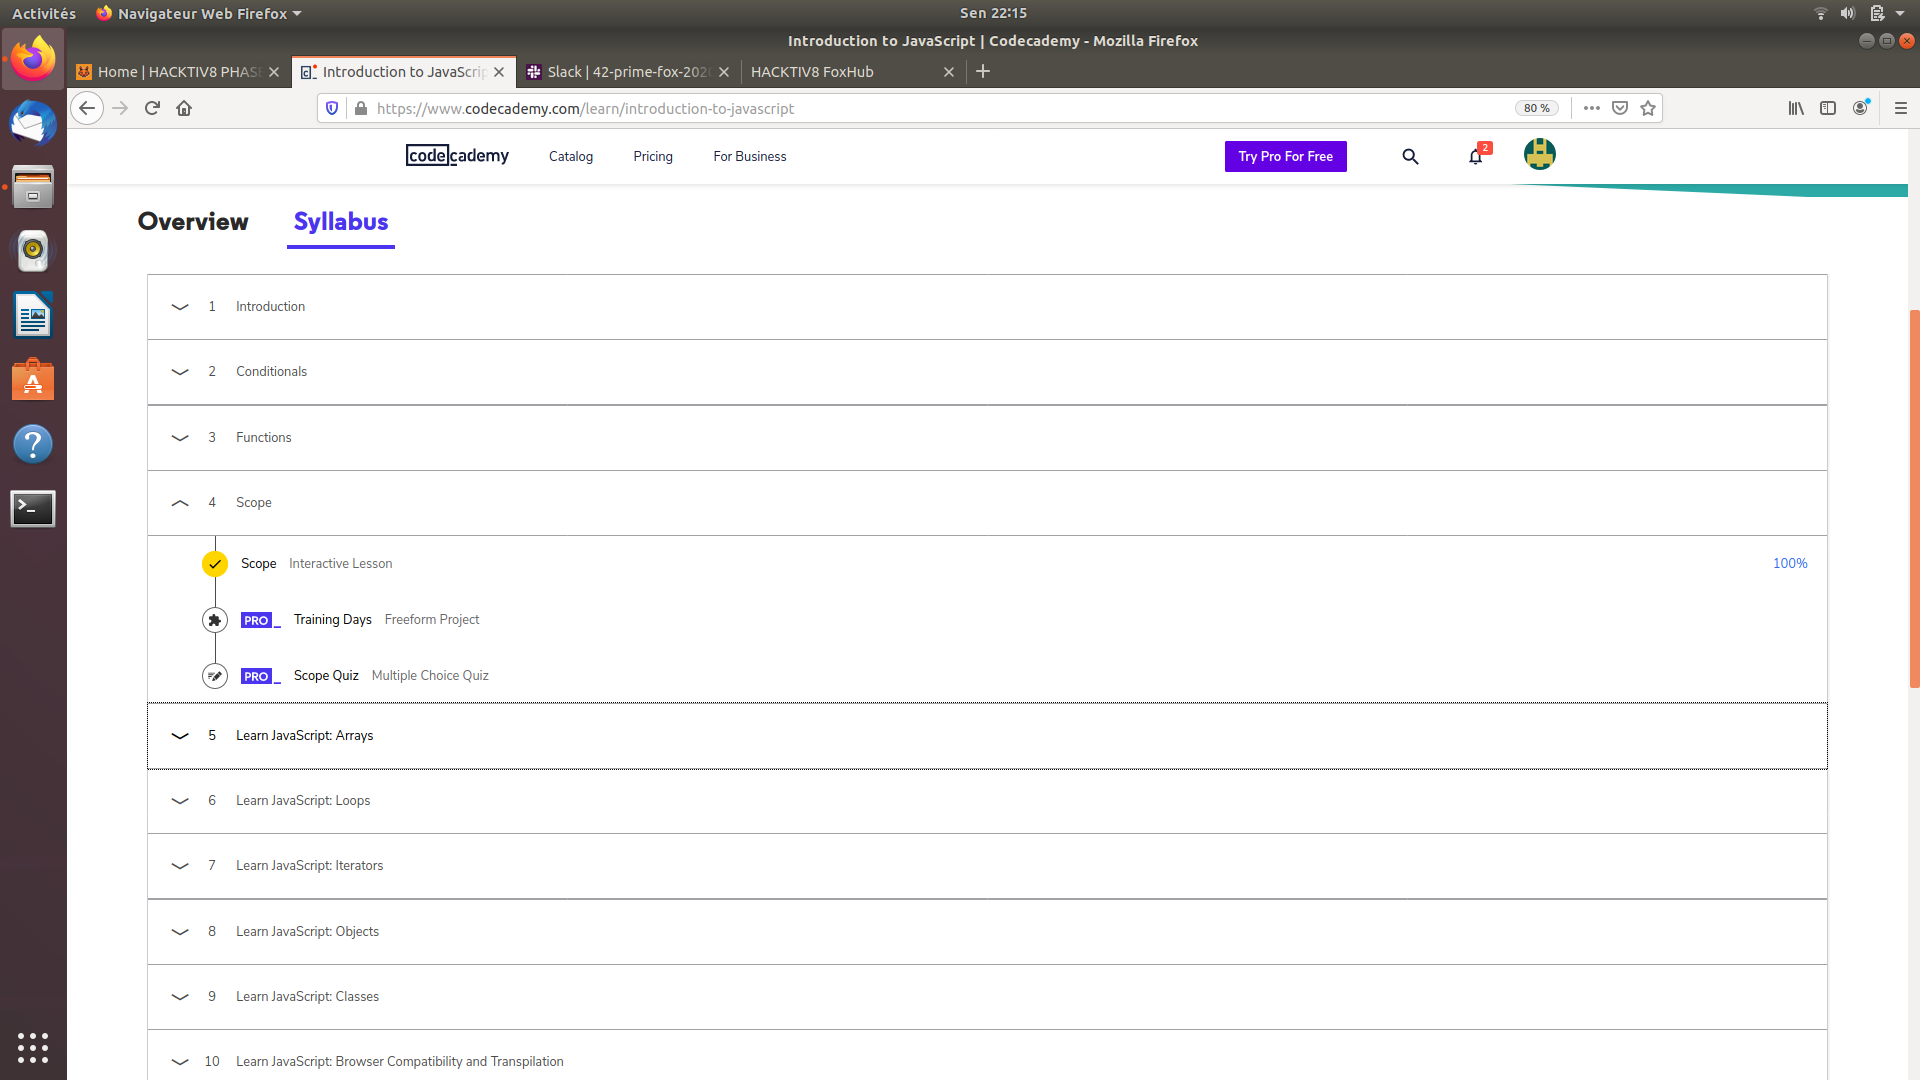 Activités Navigateur Web Firefox Sen 22:15
Introduction to JavaScript | Codecademy - Mozilla Firefox
Home | HACKTIV8 PHAS Introduction to JavaScrip Slack | 42-prime-fox-202 HACKTIV8 FoxHub
https://www.codecademy.com/learn/introduction-to-javascript 80 %
codecademy Catalog Pricing For Business Try Pro For Free 2
Overview Syllabus
1 Introduction
2 Conditionals
3 Functions
4 Scope
Scope Interactive Lesson 100%
PRO_ Training Days Freeform Project
PRO_ Scope Quiz Multiple Choice Quiz
5 Learn JavaScript: Arrays
6 Learn JavaScript: Loops
7 Learn JavaScript: Iterators
8 Learn JavaScript: Objects
9 Learn JavaScript: Classes
10 Learn JavaScript: Browser Compatibility and Transpilation